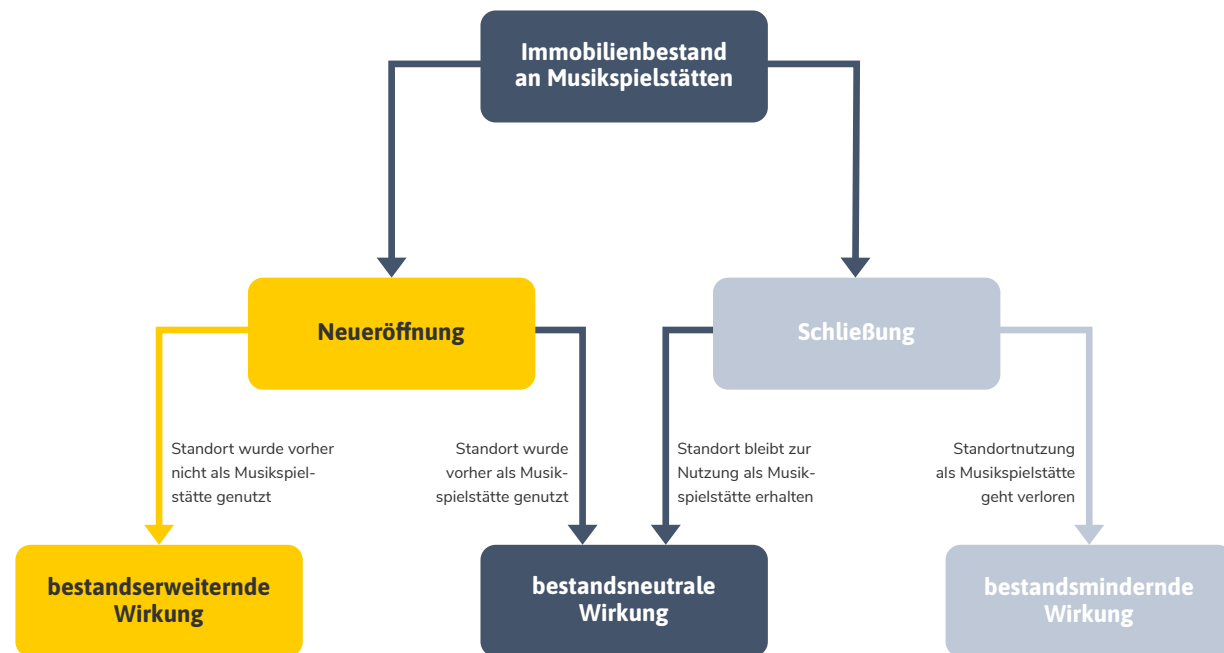 Immobilienbestand
an Musikspielstätten
Neueröffnung
Schließung
Standort wurde vorher
nicht als Musikspiel-
stätte genutzt
Standort wurde
vorher als Musik-
spielstätte genutzt
Standort bleibt zur
Nutzung als Musik-
spielstätte erhalten
Standortnutzung
als Musikspielstätte
geht verloren
bestandserweiternde
Wirkung
bestandsneutrale
Wirkung
bestandsmindernde
Wirkung